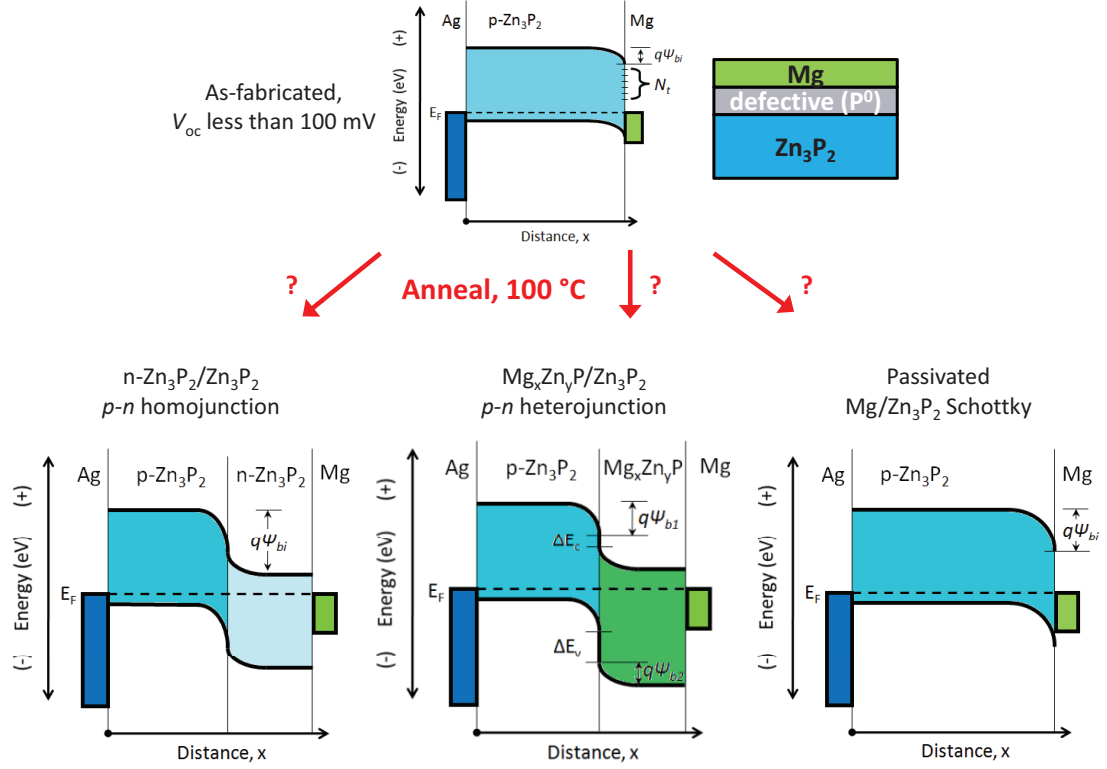 Ag p-Zn₃P₂ Mg
(+)
Energy (eV)
(-)
qΨbi
Nt
EF
Distance, x
As-fabricated,
Voc less than 100 mV
Mg
defective (P⁰)
Zn₃P₂
? Anneal, 100 °C ? ?
n-Zn₃P₂/Zn₃P₂
p-n homojunction
Ag p-Zn₃P₂ n-Zn₃P₂ Mg
(+)
Energy (eV)
(-)
qΨbi
EF
Distance, x
MgxZnyP/Zn₃P₂
p-n heterojunction
Ag p-Zn₃P₂ MgxZnyP Mg
(+)
Energy (eV)
(-)
qΨb1
ΔEc
EF
ΔEv
qΨb2
Distance, x
Passivated
Mg/Zn₃P₂ Schottky
Ag p-Zn₃P₂ Mg
(+)
Energy (eV)
(-)
qΨbi
EF
Distance, x